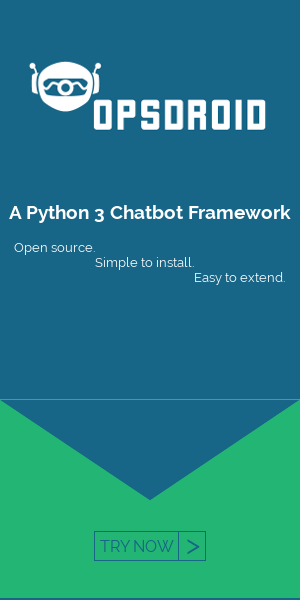 OPSDROID
A Python 3 Chatbot Framework
Open source.
Simple to install.
Easy to extend.
TRY NOW >